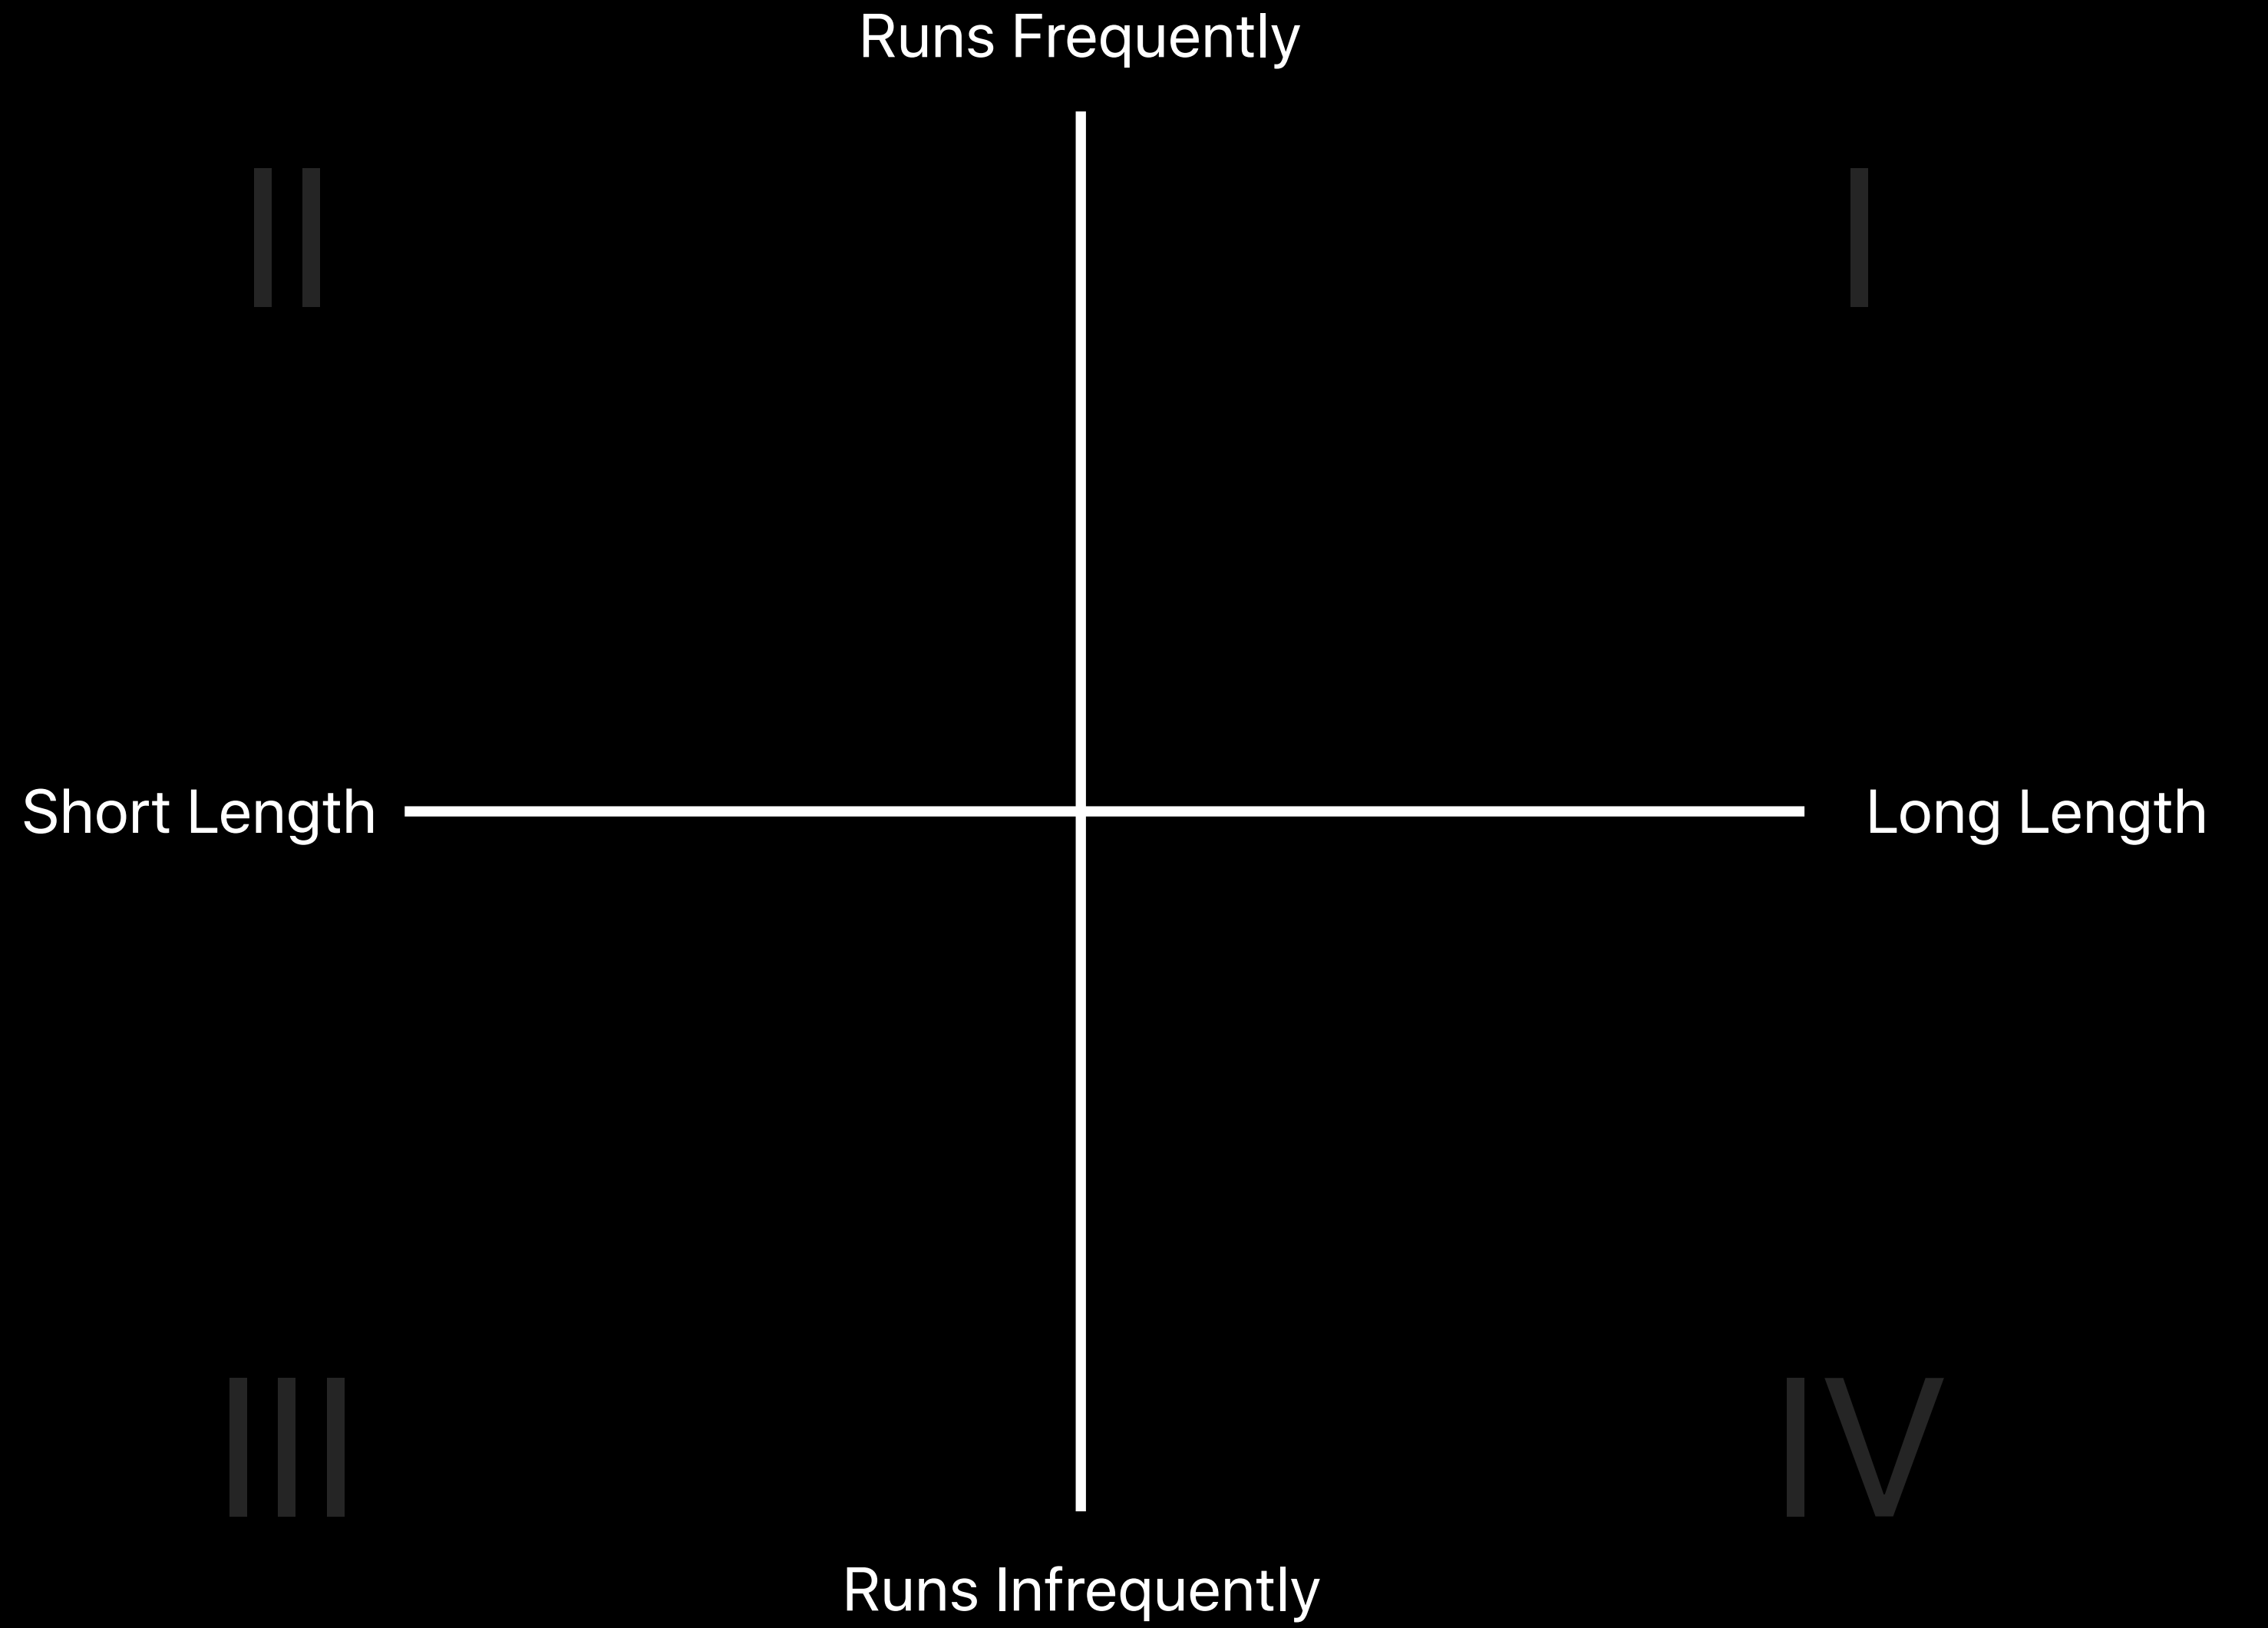 Runs Frequently
II
I
Short Length
Long Length
III
IV
Runs Infrequently